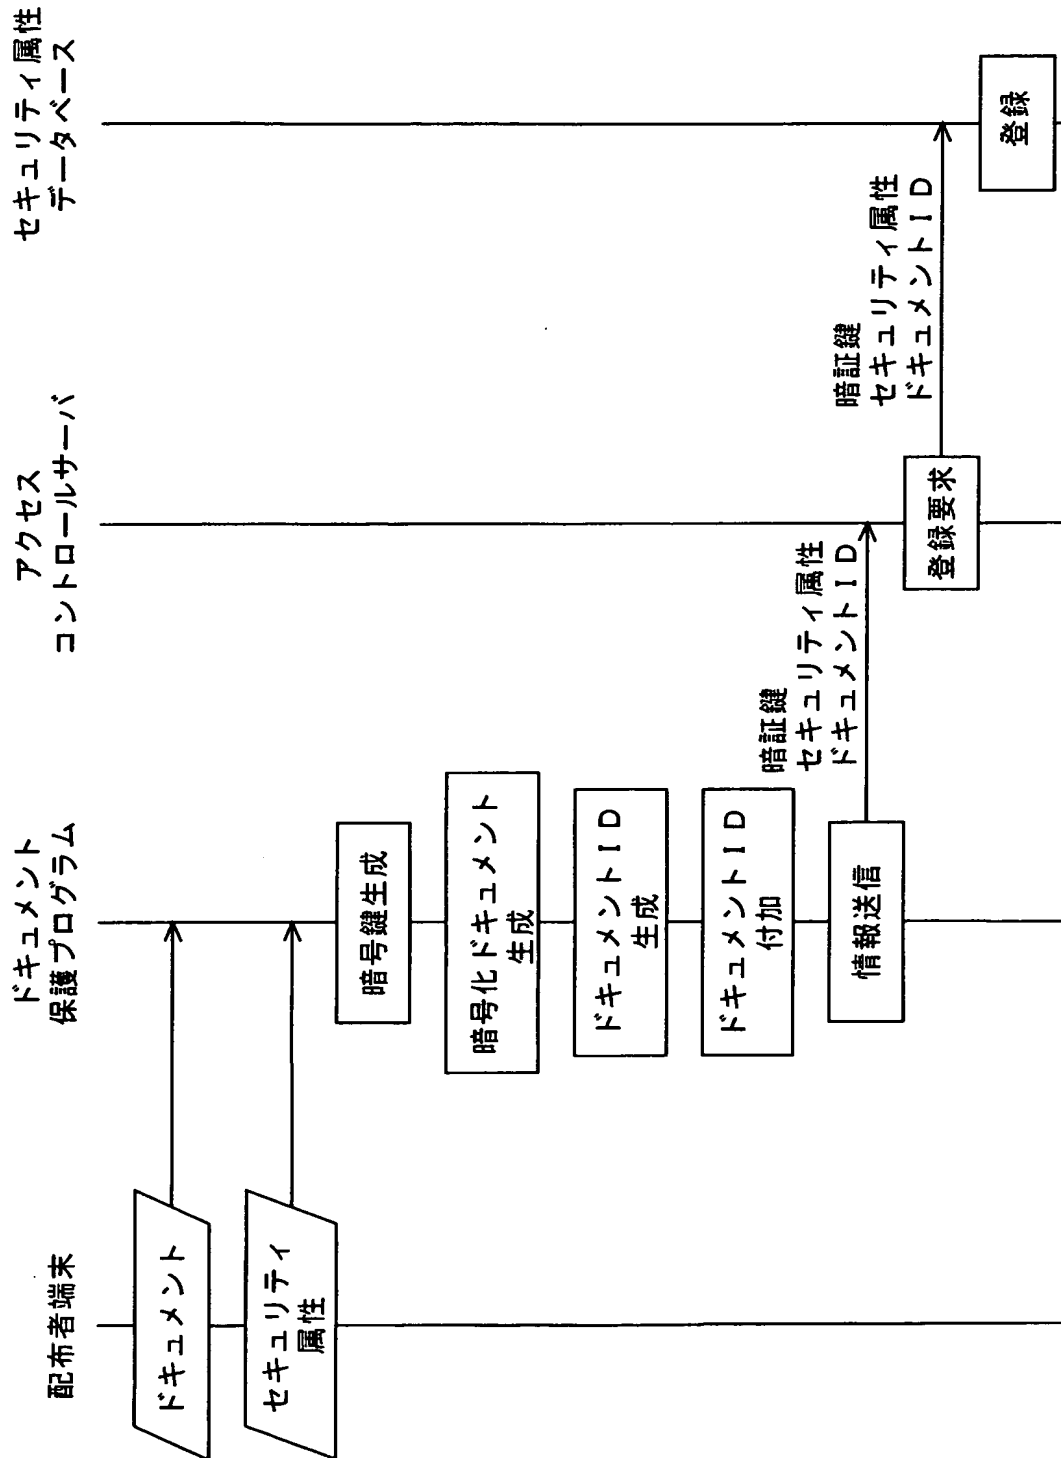 配布者端末
ドキュメント
保護プログラム
アクセス
コントロールサーバ
セキュリティ属性
データベース
ドキュメント
セキュリティ
属性
暗号鍵生成
暗号化ドキュメント
生成
ドキュメントID
生成
ドキュメントID
付加
情報送信
暗証鍵
セキュリティ属性
ドキュメントID
登録要求
暗証鍵
セキュリティ属性
ドキュメントID
登録